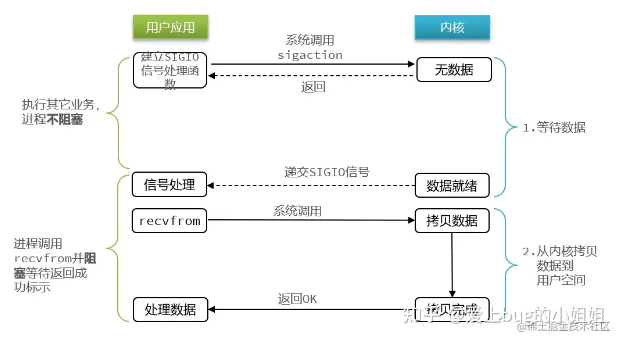 用户应用
内核
建立SIGIO
信号处理函
数
系统调用
sigaction
无数据
返回
执行其它业务，
进程不阻塞
1.等待数据
信号处理
递交SIGIO信号
数据就绪
recvfrom
系统调用
拷贝数据
进程调用
recvfrom并阻
塞等待返回成
功标示
2.从内核拷贝
数据到
用户空间
处理数据
返回OK
拷贝完成
知乎 @爱上bug的小姐姐
@稀土掘金技术社区